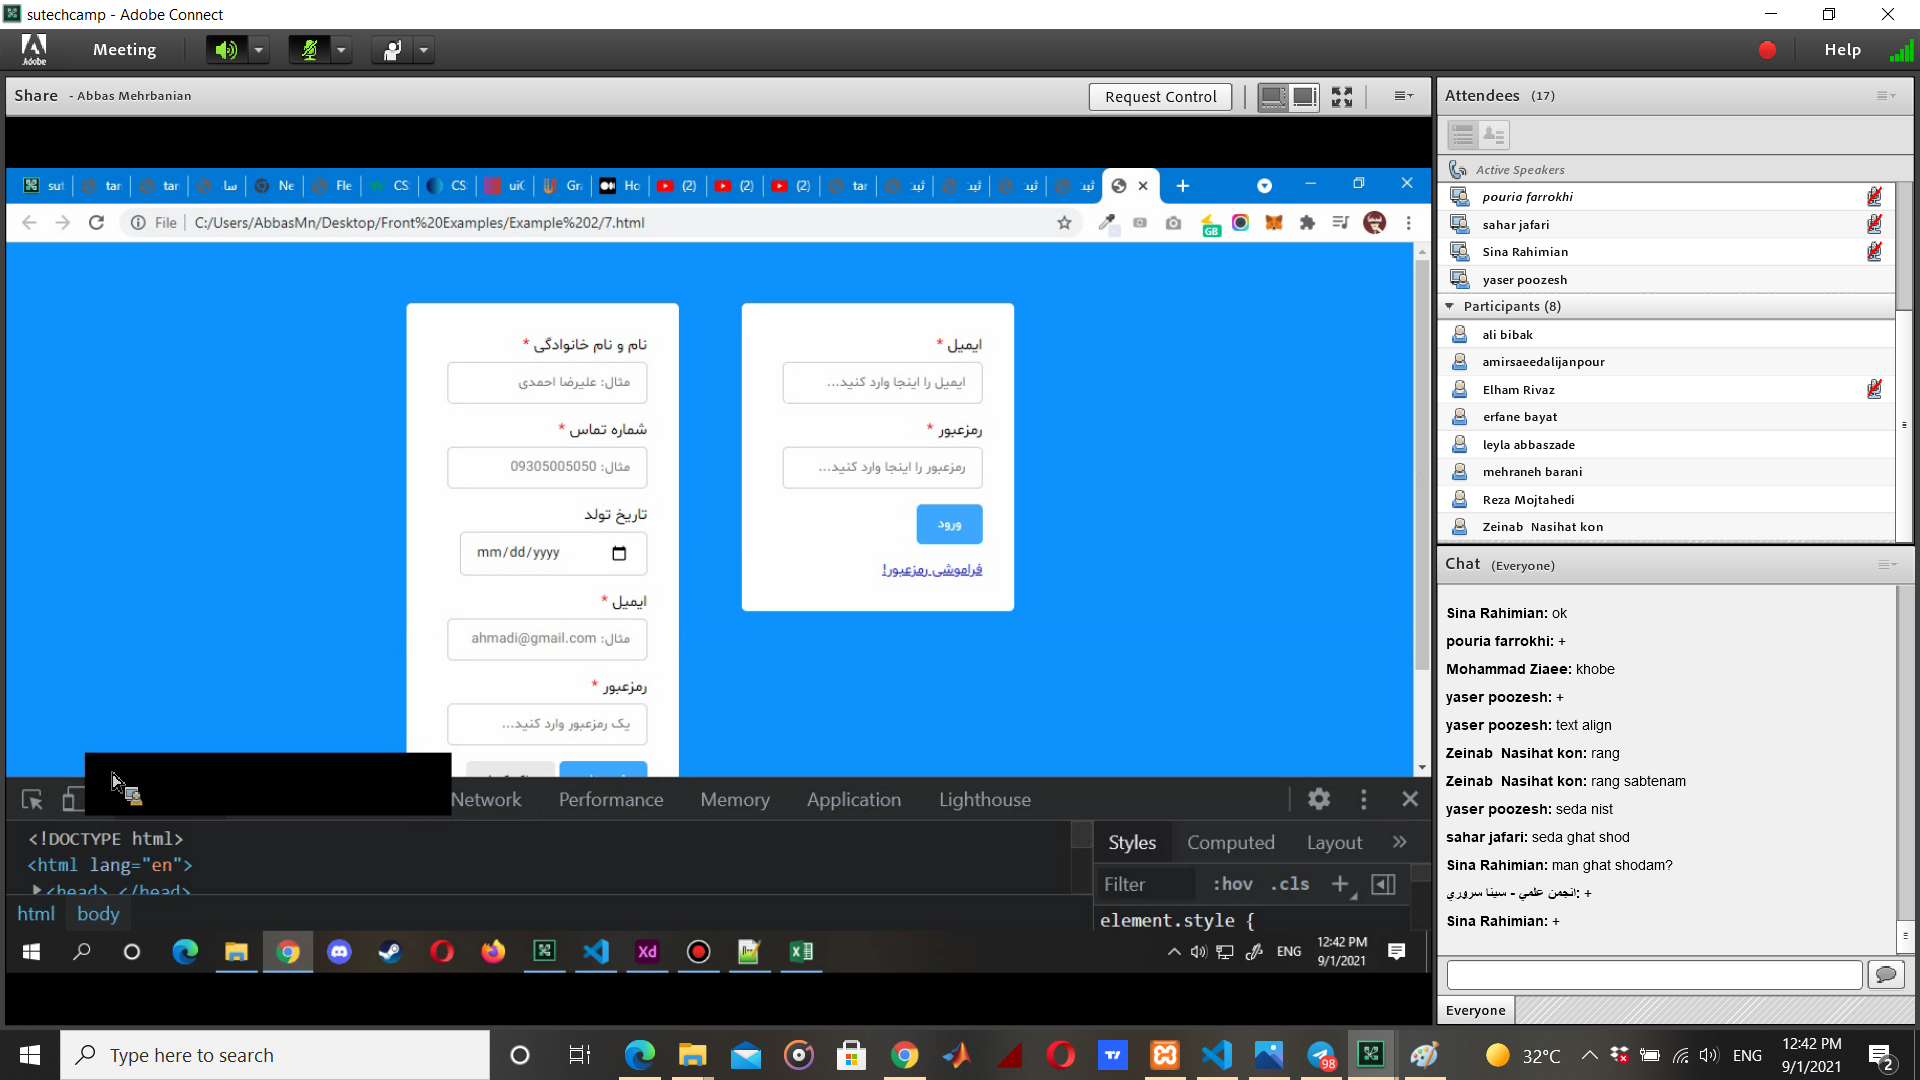 sutechcamp - Adobe Connect
Adobe
Meeting
Help
Share - Abbas Mehrbanian
Request Control
sut
tar
tar
سا
Ne
Fle
CS
CS
uiG
Gra
Ho
(2)
(2)
(2)
tar
ثبت
ثبت
ثبت
ثبت
File
C:/Users/AbbasMn/Desktop/Front%20Examples/Example%202/7.html
GB
نام و نام خانوادگی *
مثال: علیرضا احمدی
شماره تماس *
مثال: 09305005050
تاریخ تولد
mm/dd/yyyy
ایمیل *
مثال: ahmadi@gmail.com
رمزعبور *
یک رمزعبور وارد کنید...
ایمیل *
ایمیل را اینجا وارد کنید...
رمزعبور *
رمزعبور را اینجا وارد کنید...
ورود
فراموشی رمزعبور!
Network
Performance
Memory
Application
Lighthouse
<!DOCTYPE html>
<html lang="en">
<head> </head>
html body
Styles
Computed
Layout
Filter
:hov .cls
element.style {
Xd
ENG
12:42 PM
9/1/2021
Attendees (17)
Active Speakers
pouria farrokhi
sahar jafari
Sina Rahimian
yaser poozesh
Participants (8)
ali bibak
amirsaeedalijanpour
Elham Rivaz
erfane bayat
leyla abbaszade
mehraneh barani
Reza Mojtahedi
Zeinab Nasihat kon
Chat (Everyone)
Sina Rahimian: ok
pouria farrokhi: +
Mohammad Ziaee: khobe
yaser poozesh: +
yaser poozesh: text align
Zeinab Nasihat kon: rang
Zeinab Nasihat kon: rang sabtenam
yaser poozesh: seda nist
sahar jafari: seda ghat shod
Sina Rahimian: man ghat shodam?
انجمن علمي - سينا سروري: +
Sina Rahimian: +
Everyone
Type here to search
98
32°C
ENG
12:42 PM
9/1/2021
2